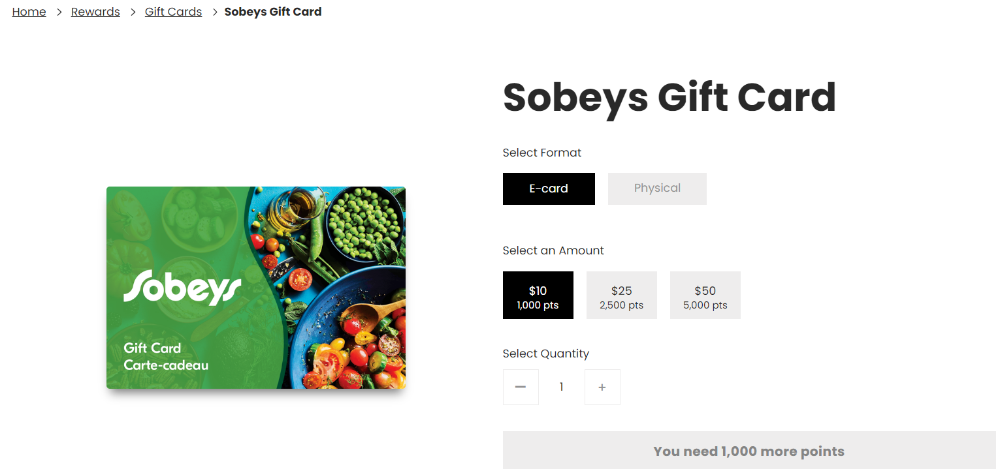 Home > Rewards > Gift Cards > Sobeys Gift Card
Sobeys Gift Card
Select Format
E-card Physical
Sobeys
Gift Card
Carte-cadeau
Select an Amount
$10 $25 $50
1,000 pts 2,500 pts 5,000 pts
Select Quantity
— 1 +
You need 1,000 more points